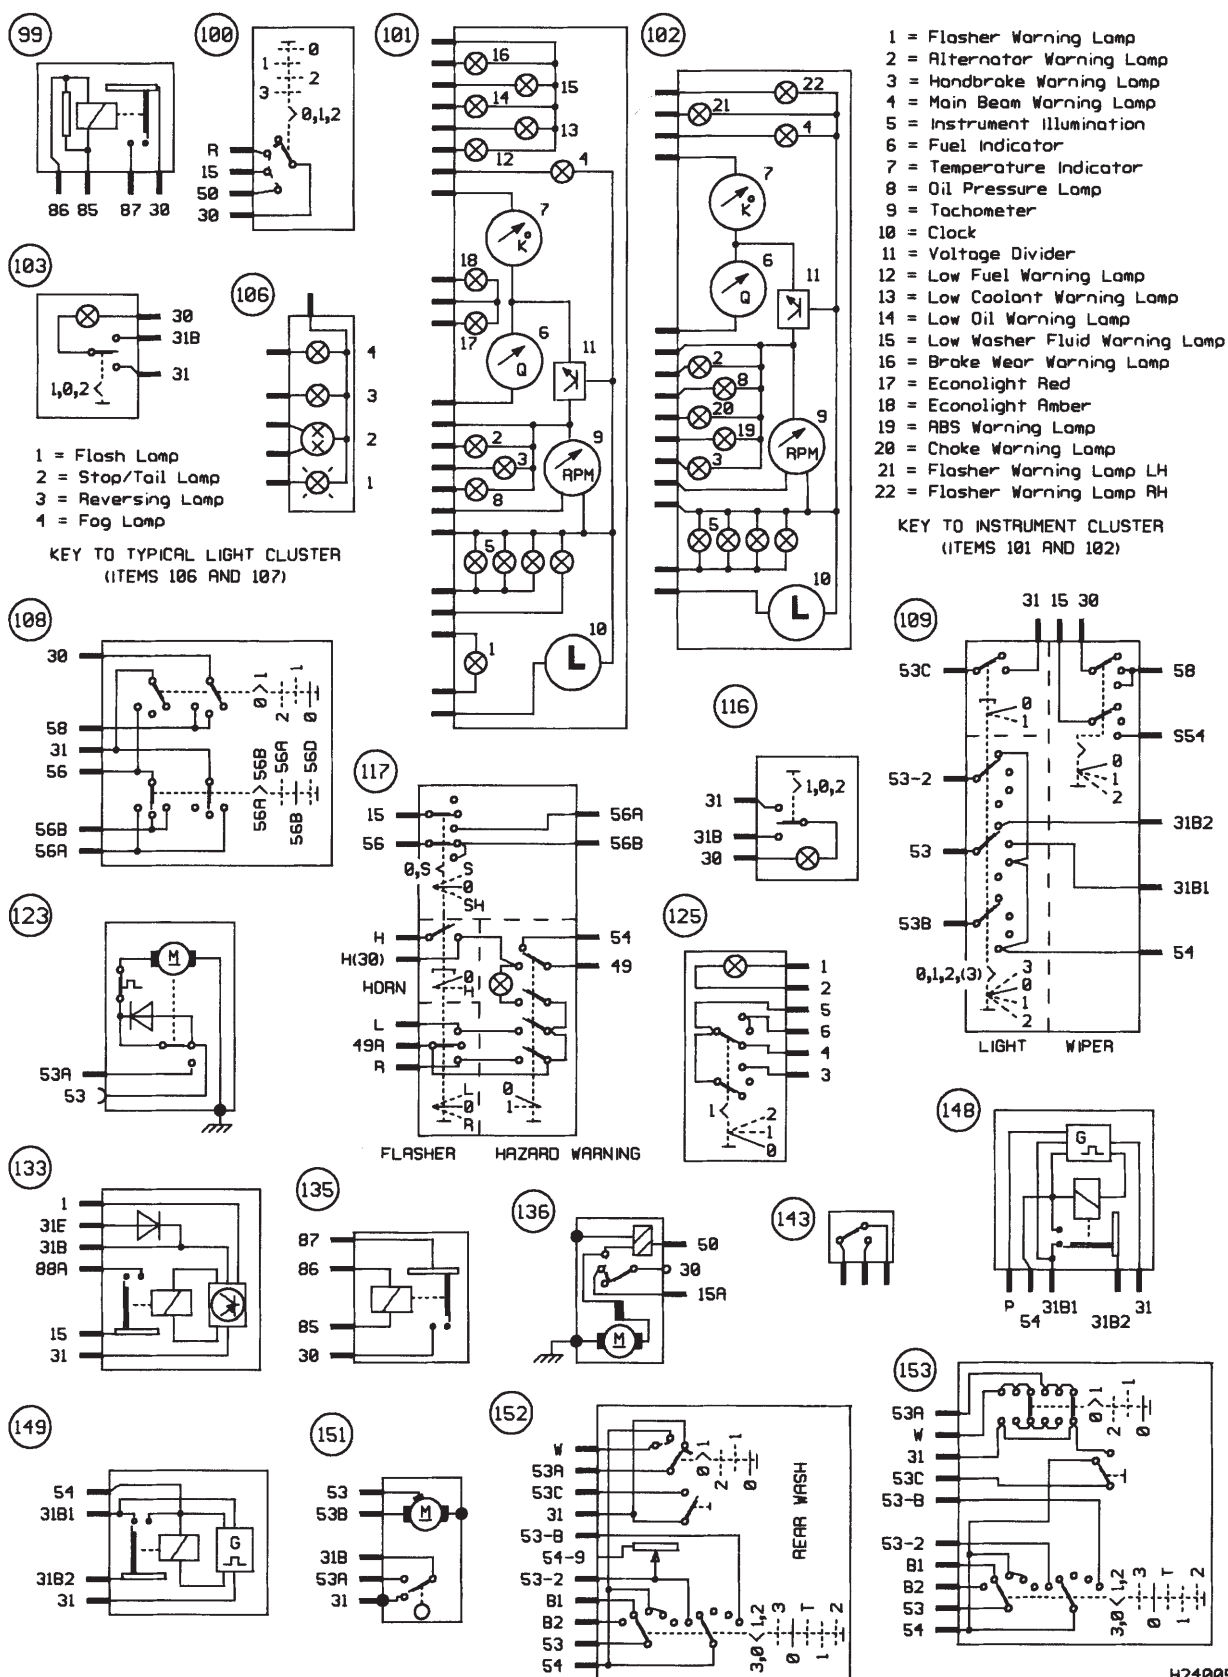 99
86 85 87 30
100
0
1
2
3
0,1,2
R
15
50
30
101
16
15
14
13
12
4
7
K°
18
17
6
Q
11
2
3
8
9
RPM
5
10
L
1
102
22
21
4
7
K°
6
Q
11
2
8
20
19
3
9
RPM
5
10
L
1 = Flasher Warning Lamp
2 = Alternator Warning Lamp
3 = Handbrake Warning Lamp
4 = Main Beam Warning Lamp
5 = Instrument Illumination
6 = Fuel Indicator
7 = Temperature Indicator
8 = Oil Pressure Lamp
9 = Tachometer
10 = Clock
11 = Voltage Divider
12 = Low Fuel Warning Lamp
13 = Low Coolant Warning Lamp
14 = Low Oil Warning Lamp
15 = Low Washer Fluid Warning Lamp
16 = Brake Wear Warning Lamp
17 = Econolight Red
18 = Econolight Amber
19 = ABS Warning Lamp
20 = Choke Warning Lamp
21 = Flasher Warning Lamp LH
22 = Flasher Warning Lamp RH
KEY TO INSTRUMENT CLUSTER
(ITEMS 101 AND 102)
103
30
31B
31
1,0,2
106
4
3
2
1
1 = Flash Lamp
2 = Stop/Tail Lamp
3 = Reversing Lamp
4 = Fog Lamp
KEY TO TYPICAL LIGHT CLUSTER
(ITEMS 106 AND 107)
108
30
58
31
56
56B
56A
0 1
2
1
0
56A 56B
56A
56B
56D
109
31 15 30
53C
53-2
53
53B
58
S54
31B2
31B1
54
0
1
0
1
2
0,1,2,(3)
3
0
1
2
LIGHT WIPER
116
31
31B
30
1,0,2
117
15
56
56A
56B
0,S
S
0
SH
H
H(30)
HORN
0
H
54
49
L
49A
R
L
0
R
0
1
FLASHER HAZARD WARNING
123
M
53A
53
125
1
2
5
6
4
3
1
2
1
0
133
1
31E
31B
88A
15
31
135
87
86
85
30
136
50
30
15A
M
143
148
G
P
54
31B1
31B2
31
149
54
31B1
31B2
31
G
151
53
53B
31B
53A
31
M
152
W
53A
53C
31
53-B
54-9
53-2
B1
B2
53
54
0 1
2
1
0
REAR WASH
3,0 1,2
3
0
T
1
2
153
53A
W
31
53C
53-B
53-2
B1
B2
53
54
0 1
2
1
0
3,0 1,2
3
0
T
1
2